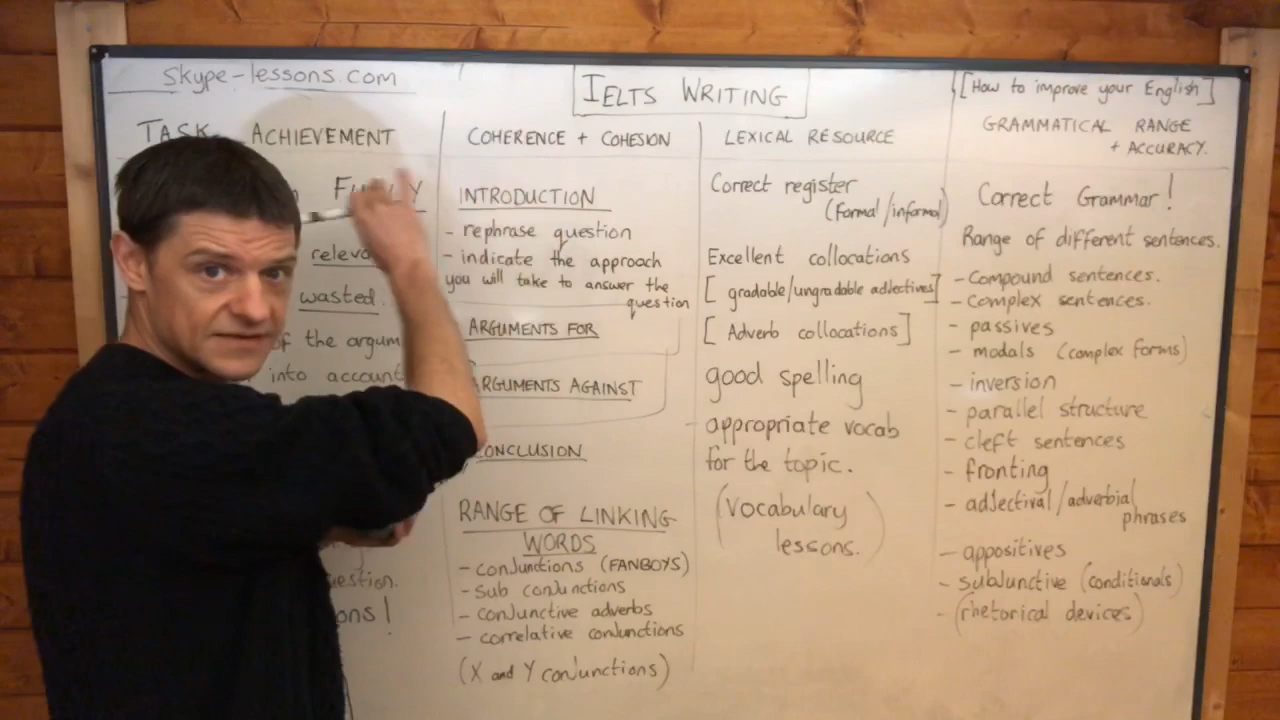 skype-lessons.com
IELTS WRITING
[How to improve your English]
TASK ACHIEVEMENT
FULLY
wasted.
of the
into account
COHERENCE + COHESION
INTRODUCTION
- rephrase question
- indicate the approach
you will take to answer the
question
ARGUMENTS FOR
ARGUMENTS AGAINST
CONCLUSION
RANGE OF LINKING
WORDS
- conjunctions (FANBOYS)
- sub conjunctions
- conjunctive adverbs
- correlative conjunctions
(X and Y conjunctions)
LEXICAL RESOURCE
Correct register
(formal/informal)
Excellent collocations
[gradable/ungradable adjectives]
[Adverb collocations]
good spelling
appropriate vocab
for the topic.
(Vocabulary
lessons.)
GRAMMATICAL RANGE
+ ACCURACY.
Correct Grammar!
Range of different sentences.
- Compound sentences.
- Complex sentences.
- passives
- modals (complex forms)
- inversion
- parallel structure
- cleft sentences
- fronting
- adjectival/adverbial
phrases
- appositives
- subjunctive (conditionals)
- (rhetorical devices)